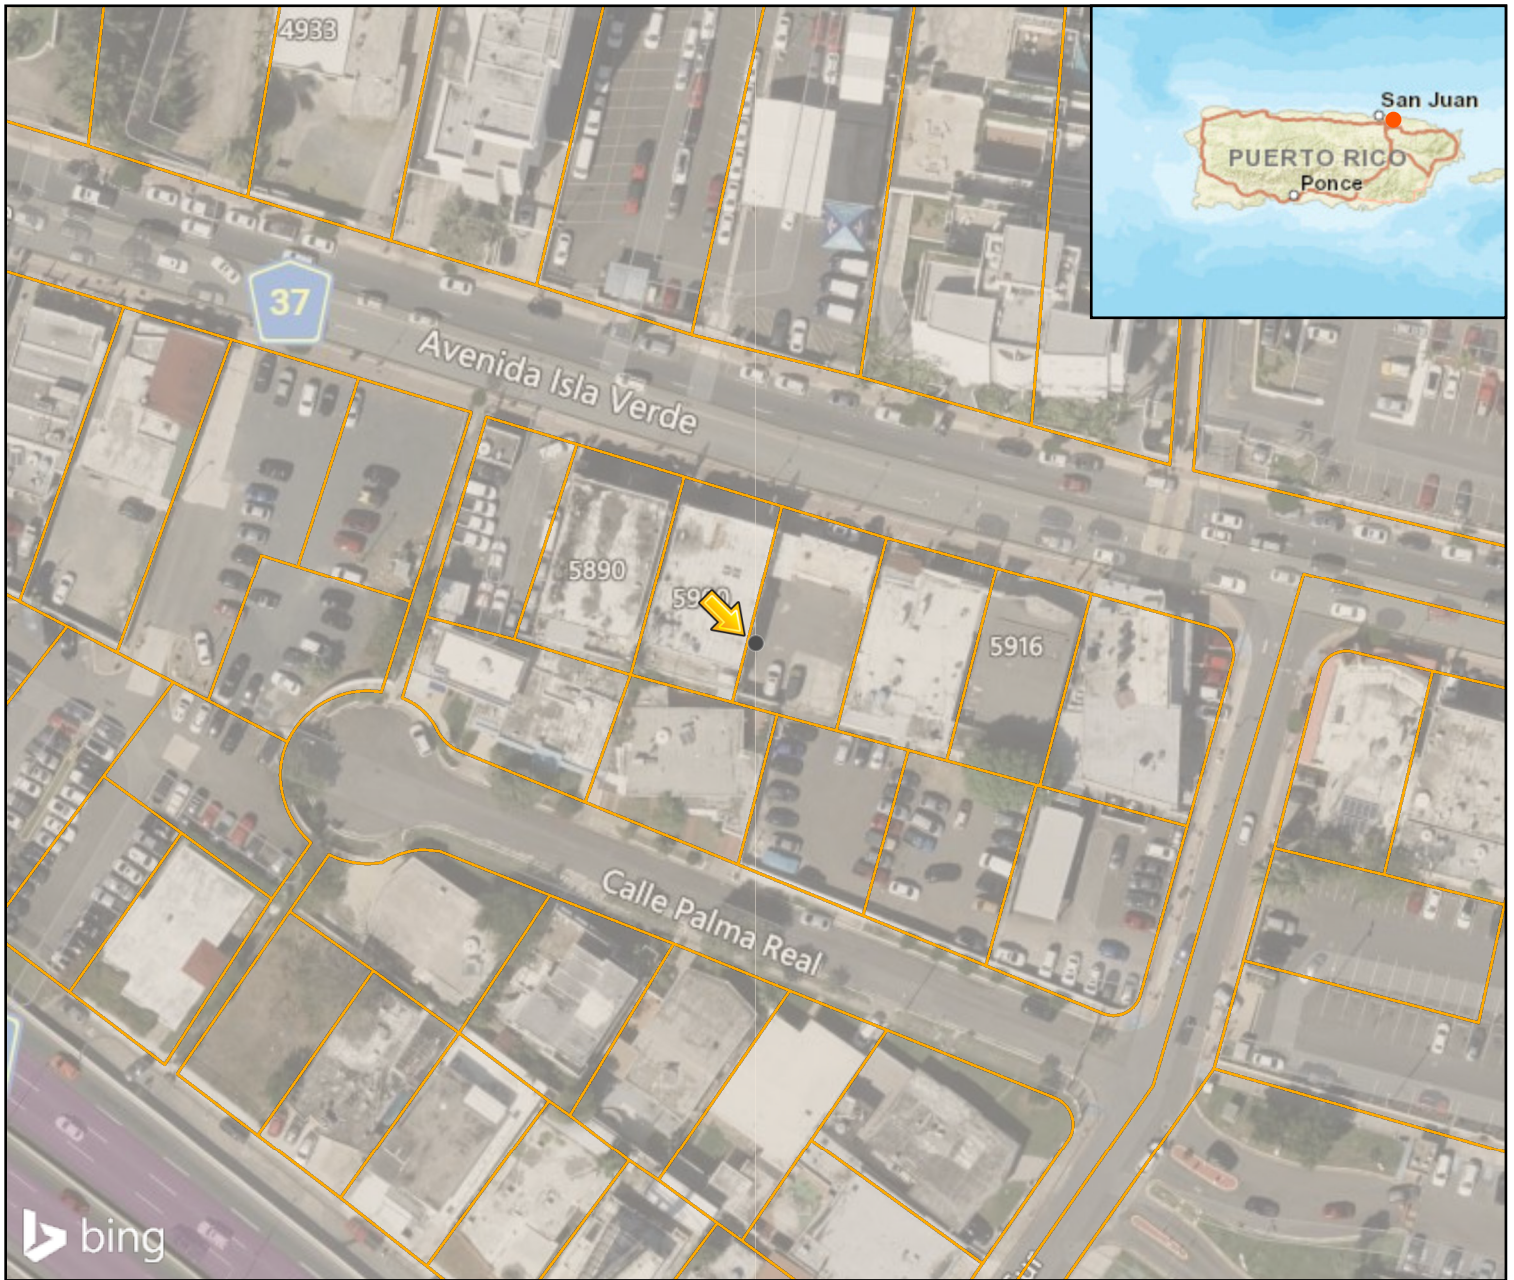 4933
San Juan
PUERTO RICO
Ponce
37
Avenida Isla Verde
5890
5916
Calle Palma Real
bing